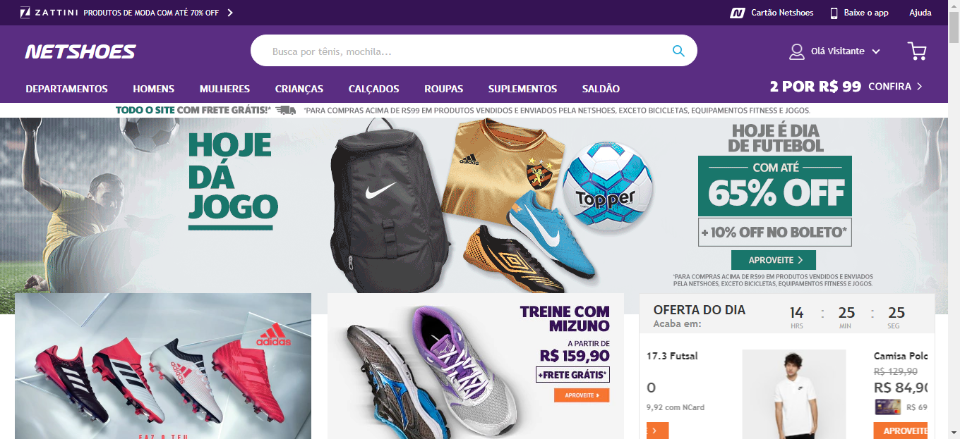 ZATTINI PRODUTOS DE MODA COM ATÉ 70% OFF
Cartão Netshoes
Baixe o app
Ajuda
NETSHOES
Busca por tênis, mochila...
Olá Visitante
DEPARTAMENTOS HOMENS MULHERES CRIANÇAS CALÇADOS ROUPAS SUPLEMENTOS SALDÃO
2 POR R$ 99 CONFIRA
TODO O SITE COM FRETE GRÁTIS!* *PARA COMPRAS ACIMA DE R$99 EM PRODUTOS VENDIDOS E ENVIADOS PELA NETSHOES. EXCETO BICICLETAS, EQUIPAMENTOS FITNESS E JOGOS.
HOJE
DÁ
JOGO
adidas
Topper
HOJE É DIA
DE FUTEBOL
COM ATÉ
65% OFF
+10% OFF NO BOLETO*
APROVEITE
*PARA COMPRAS ACIMA DE R$99 EM PRODUTOS VENDIDOS E ENVIADOS
PELA NETSHOES. EXCETO BICICLETAS, EQUIPAMENTOS FITNESS E JOGOS.
adidas
TREINE COM
MIZUNO
A PARTIR DE
R$ 159,90
+FRETE GRÁTIS*
APROVEITE
OFERTA DO DIA
Acaba em:
14 : 25 : 25
HRS MIN SEG
17.3 Futsal
O
9,92 com NCard
Camisa Polo
R$ 129,90
R$ 84,90
R$ 69
APROVEITE